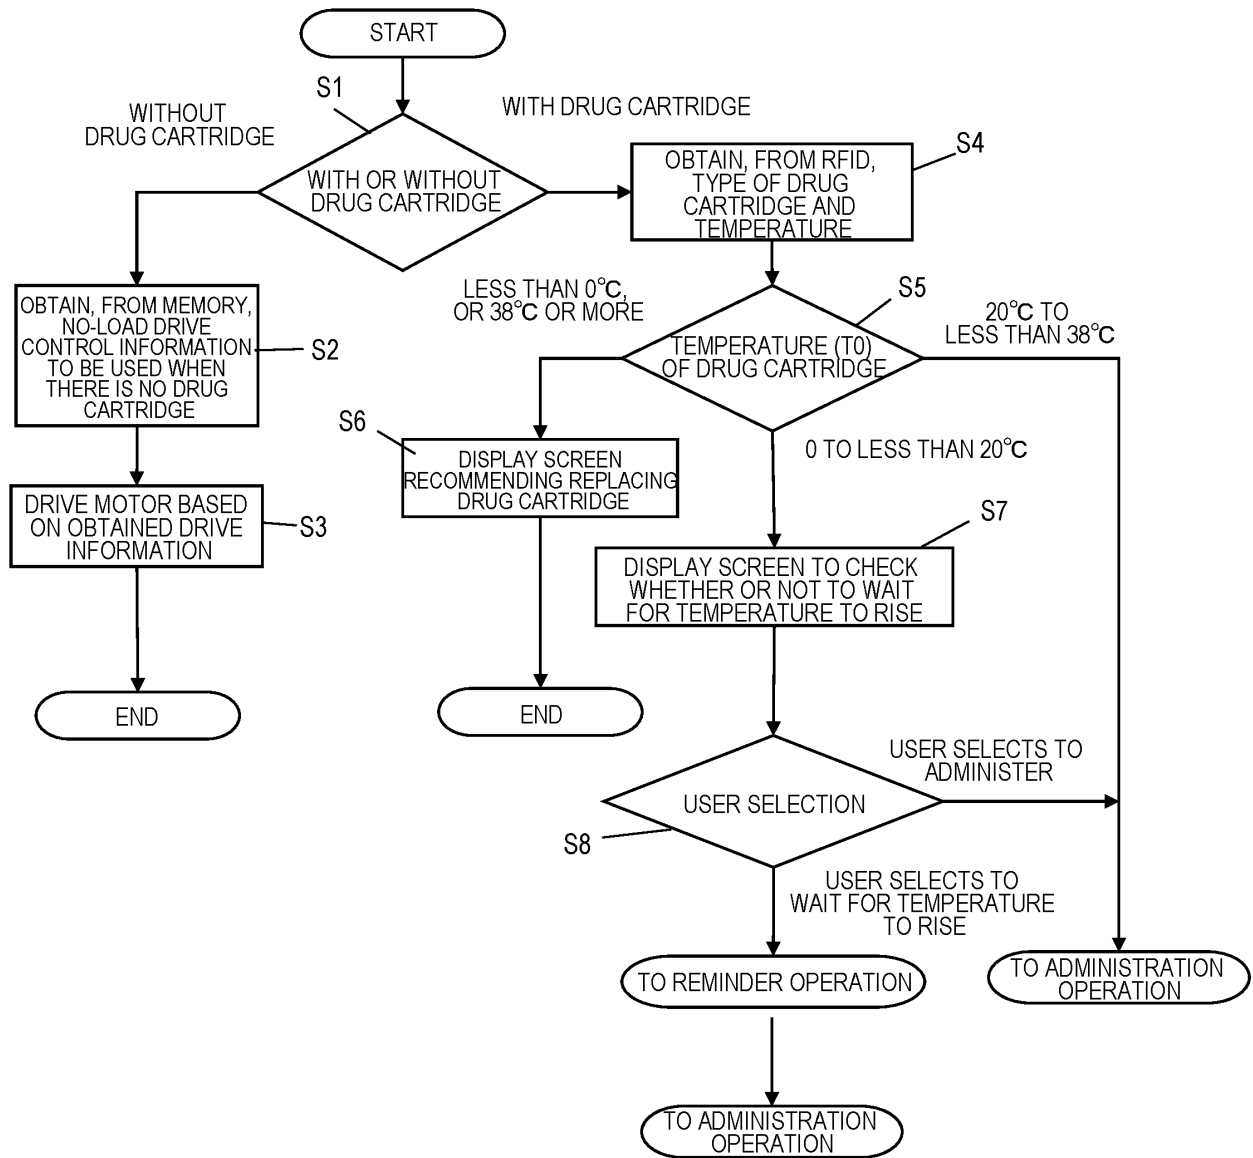 START
S1
WITHOUT
DRUG CARTRIDGE
WITH DRUG CARTRIDGE
WITH OR WITHOUT
DRUG CARTRIDGE
S4
OBTAIN, FROM RFID,
TYPE OF DRUG
CARTRIDGE AND
TEMPERATURE
OBTAIN, FROM MEMORY,
NO-LOAD DRIVE
CONTROL INFORMATION
TO BE USED WHEN
THERE IS NO DRUG
CARTRIDGE
S2
LESS THAN 0°C,
OR 38°C OR MORE
S5
20°C TO
LESS THAN 38°C
TEMPERATURE (T0)
OF DRUG CARTRIDGE
S6
DISPLAY SCREEN
RECOMMENDING REPLACING
DRUG CARTRIDGE
0 TO LESS THAN 20°C
DRIVE MOTOR BASED
ON OBTAINED DRIVE
INFORMATION
S3
S7
DISPLAY SCREEN TO CHECK
WHETHER OR NOT TO WAIT
FOR TEMPERATURE TO RISE
END
END
USER SELECTS TO
ADMINISTER
USER SELECTION
S8
USER SELECTS TO
WAIT FOR TEMPERATURE
TO RISE
TO REMINDER OPERATION
TO ADMINISTRATION
OPERATION
TO ADMINISTRATION
OPERATION